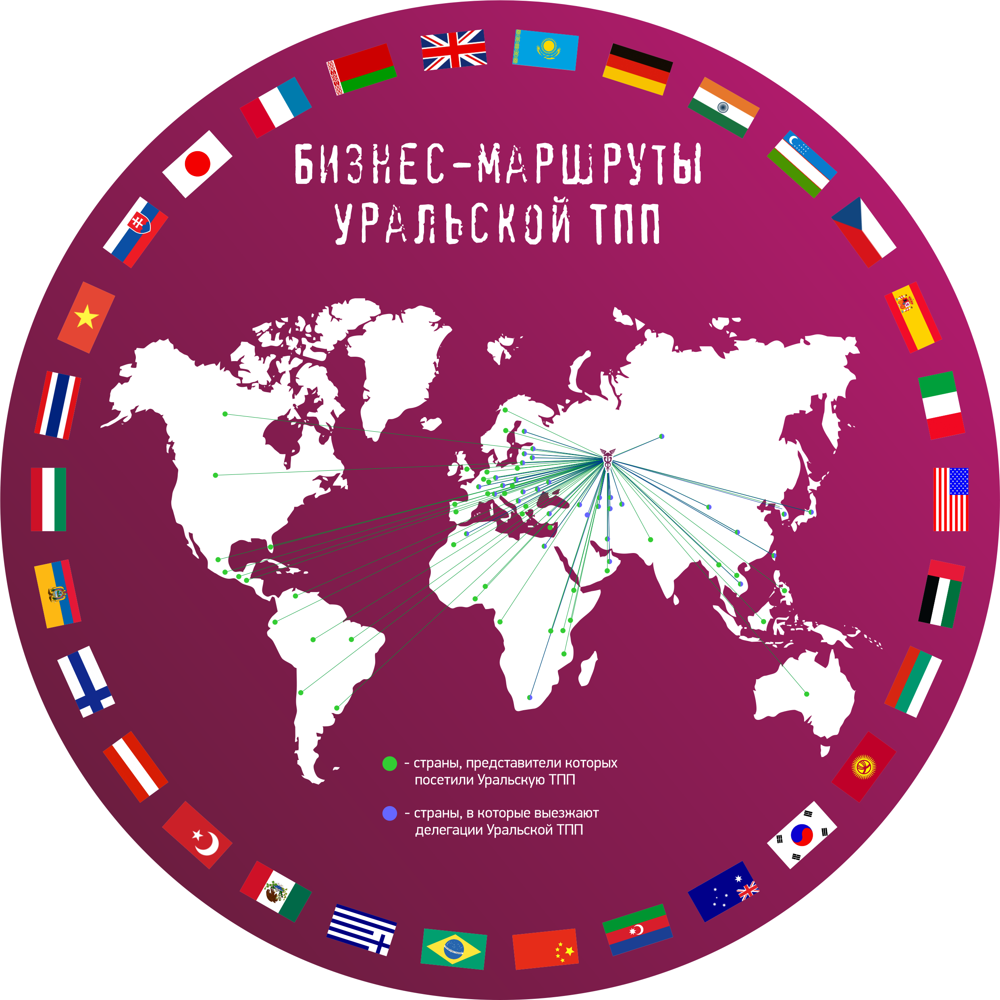 БИЗНЕС-МАРШРУТЫ
УРАЛЬСКОЙ ТПП
- страны, представители которых
посетили Уральскую ТПП
- страны, в которые выезжают
делегации Уральской ТПП